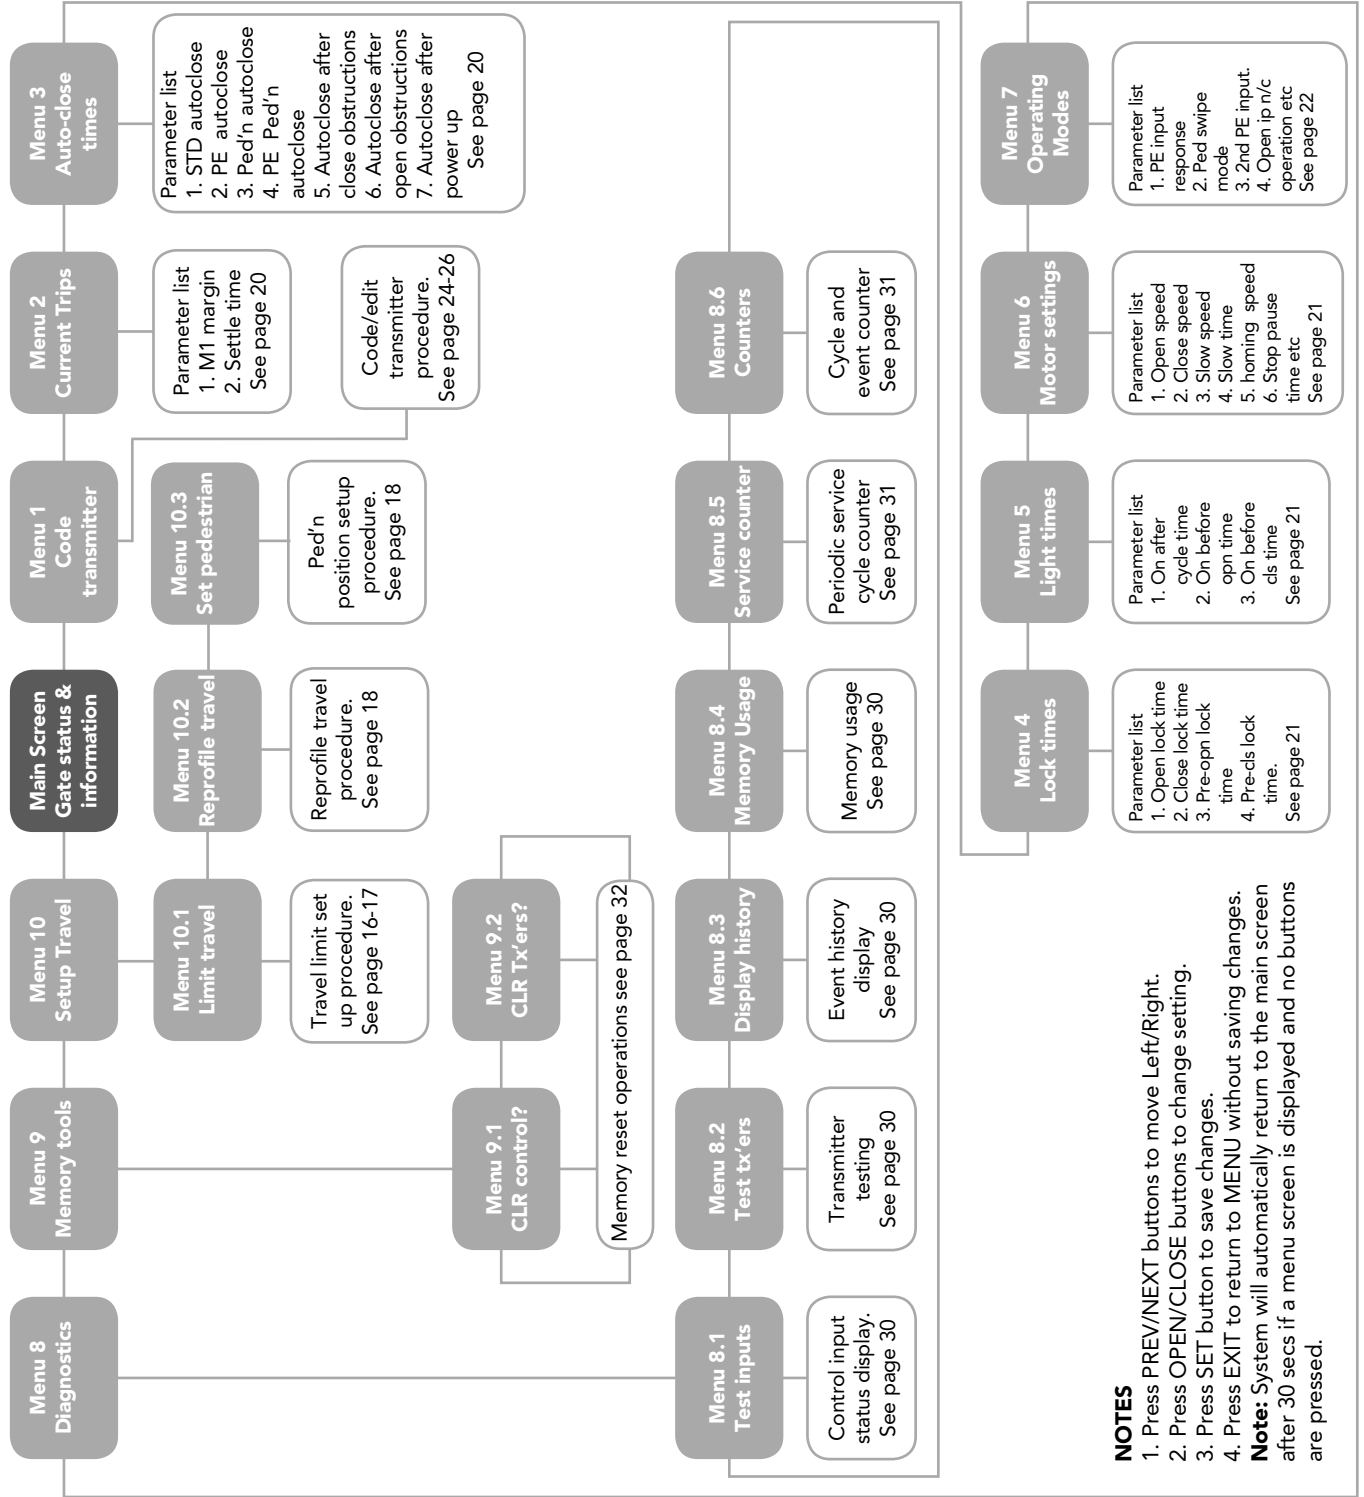 Menu 8
Diagnostics
Menu 9
Memory tools
Menu 10
Setup Travel
Main Screen
Gate status &
information
Menu 1
Code
transmitter
Menu 2
Current Trips
Menu 3
Auto-close
times
Menu 10.1
Limit travel
Menu 10.2
Reprofile travel
Menu 10.3
Set pedestrian
Parameter list
1. M1 margin
2. Settle time
See page 20
Parameter list
1. STD autoclose
2. PE autoclose
3. Ped'n autoclose
4. PE Ped'n
autoclose
5. Autoclose after
close obstructions
6. Autoclose after
open obstructions
7. Autoclose after
power up
See page 20
Travel limit set
up procedure.
See page 16-17
Reprofile travel
procedure.
See page 18
Ped'n
position setup
procedure.
See page 18
Code/edit
transmitter
procedure.
See page 24-26
Menu 9.1
CLR control?
Menu 9.2
CLR Tx'ers?
Memory reset operations see page 32
Menu 8.1
Test inputs
Menu 8.2
Test tx'ers
Menu 8.3
Display history
Menu 8.4
Memory Usage
Menu 8.5
Service counter
Menu 8.6
Counters
Control input
status display.
See page 30
Transmitter
testing
See page 30
Event history
display
See page 30
Memory usage
See page 30
Periodic service
cycle counter
See page 31
Cycle and
event counter
See page 31
Menu 4
Lock times
Menu 5
Light times
Menu 6
Motor settings
Menu 7
Operating
Modes
Parameter list
1. Open lock time
2. Close lock time
3. Pre-opn lock
time
4. Pre-cls lock
time.
See page 21
Parameter list
1. On after
cycle time
2. On before
opn time
3. On before
cls time
See page 21
Parameter list
1. Open speed
2. Close speed
3. Slow speed
4. Slow time
5. homing speed
6. Stop pause
time etc
See page 21
Parameter list
1. PE input
response
2. Ped swipe
mode
3. 2nd PE input.
4. Open ip n/c
operation etc
See page 22
NOTES
1. Press PREV/NEXT buttons to move Left/Right.
2. Press OPEN/CLOSE buttons to change setting.
3. Press SET button to save changes.
4. Press EXIT to return to MENU without saving changes.
Note: System will automatically return to the main screen
after 30 secs if a menu screen is displayed and no buttons
are pressed.